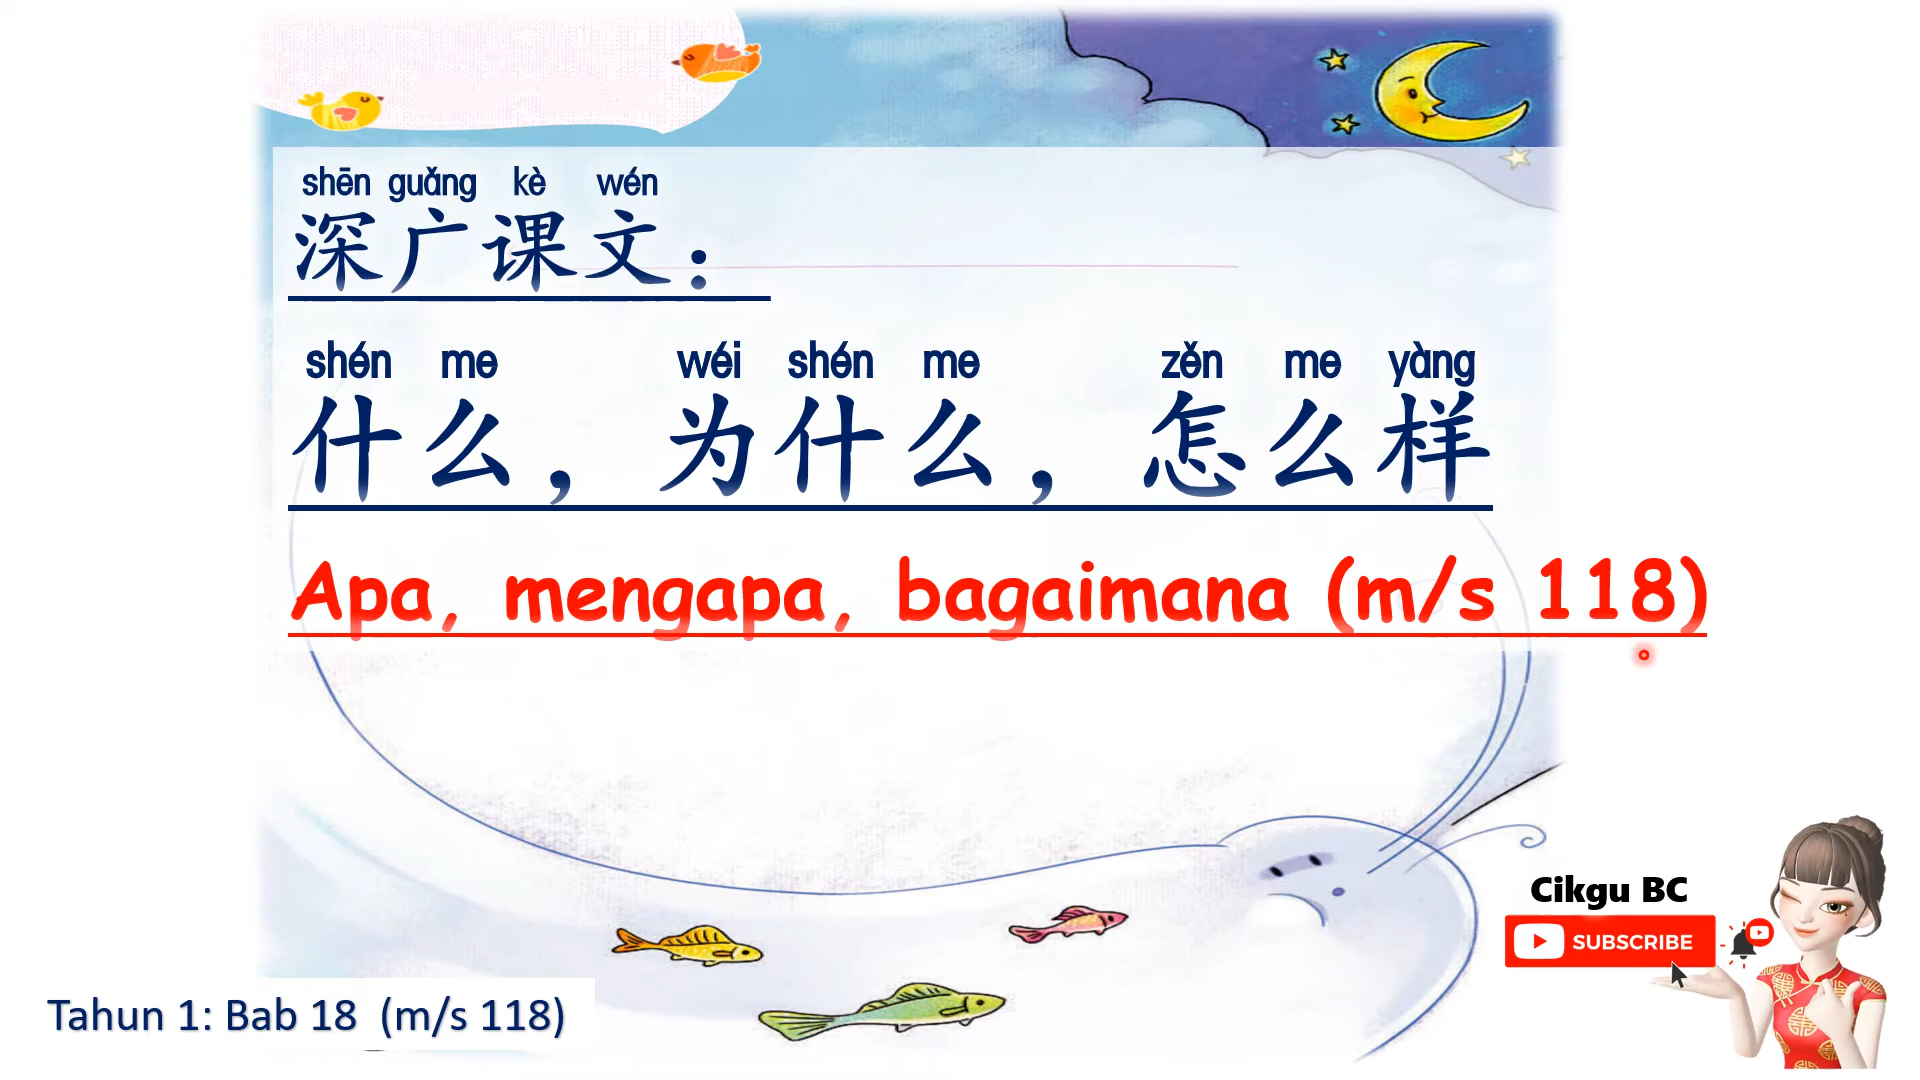 shēn guǎng kè wén
深广课文：
shén me wéi shén me zěn me yàng
什么，为什么，怎么样
Apa, mengapa, bagaimana (m/s 118)
Cikgu BC
SUBSCRIBE
Tahun 1: Bab 18 (m/s 118)